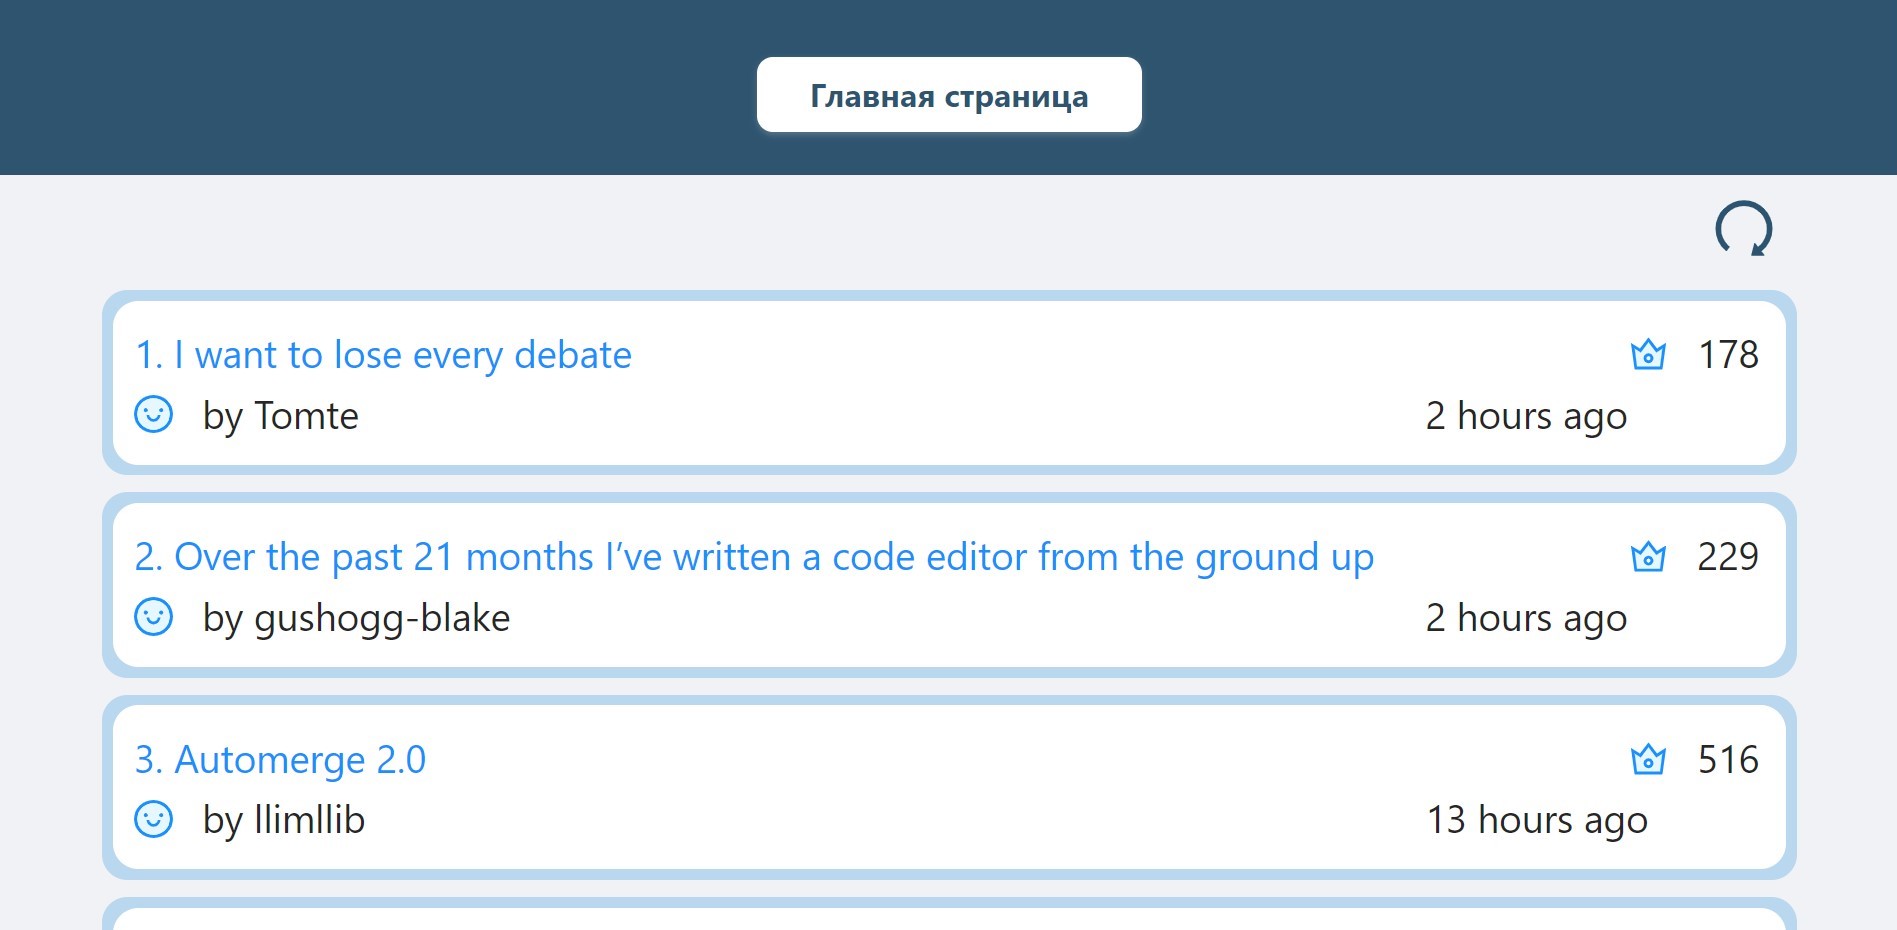 Главная страница
1. I want to lose every debate 178
by Tomte 2 hours ago
2. Over the past 21 months I’ve written a code editor from the ground up 229
by gushogg-blake 2 hours ago
3. Automerge 2.0 516
by llimllib 13 hours ago